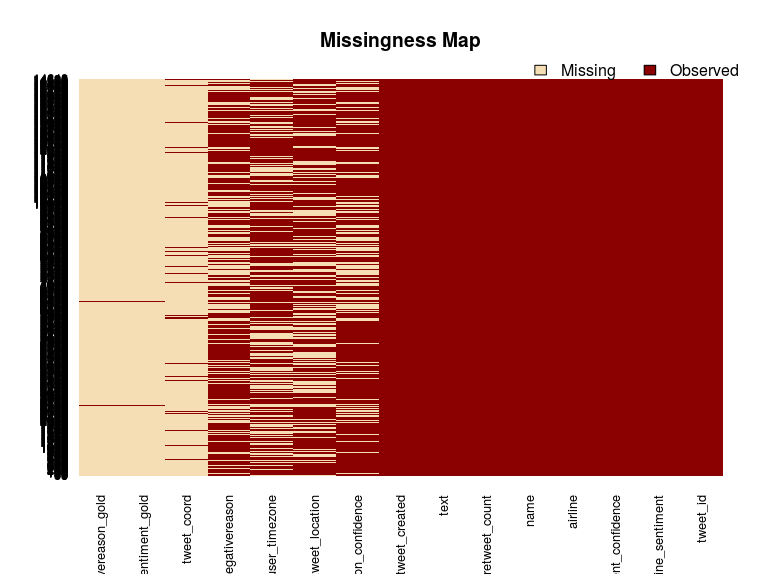 Missingness Map
Missing
Observed
vereason_gold
entiment_gold
tweet_coord
egativereason
user_timezone
weet_location
on_confidence
tweet_created
text
retweet_count
name
airline
nt_confidence
ine_sentiment
tweet_id